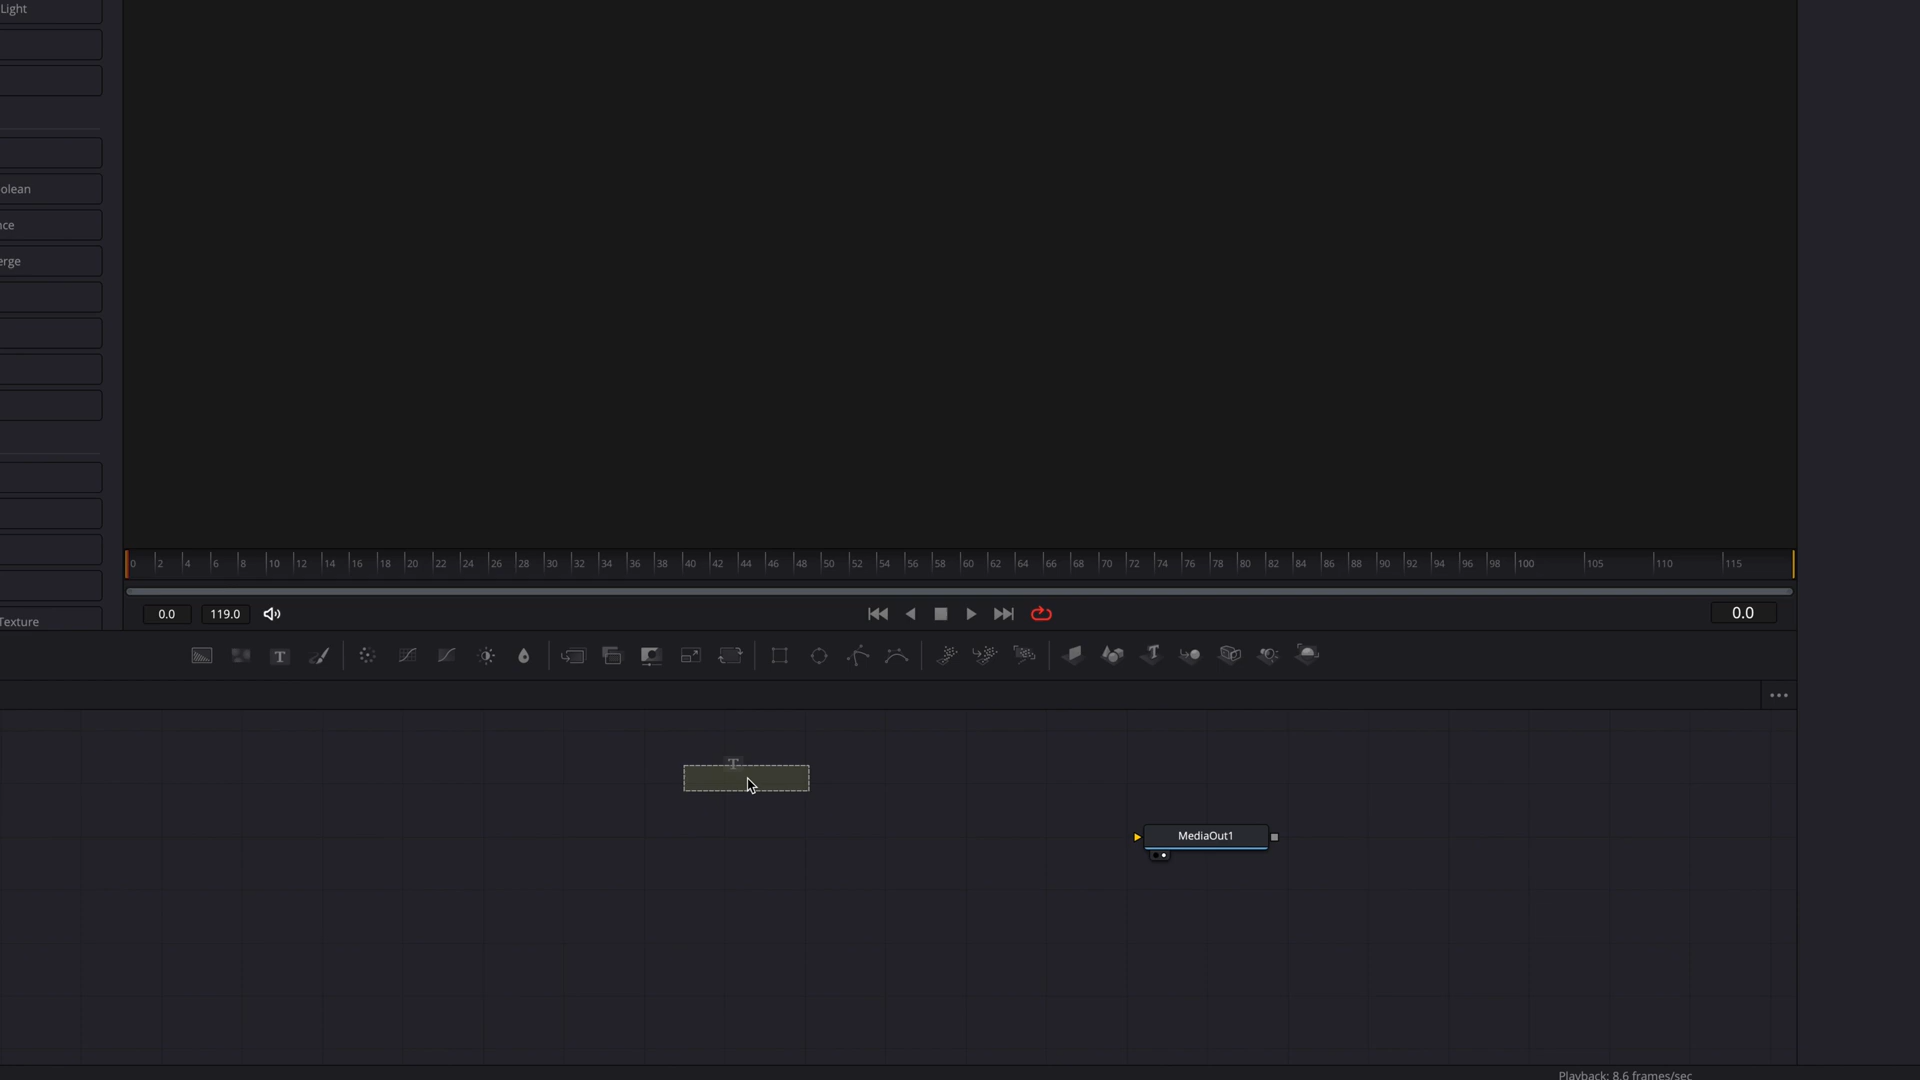 Light
olean
nce
erge
Texture
0 2 4 6 8 10 12 14 16 18 20 22 24 26 28 30 32 34 36 38 40 42 44 46 48 50 52 54 56 58 60 62 64 66 68 70 72 74 76 78 80 82 84 86 88 90 92 94 96 98 100 105 110 115
0.0 119.0 0.0
T
T
MediaOut1
Playback: 8.6 frames/sec